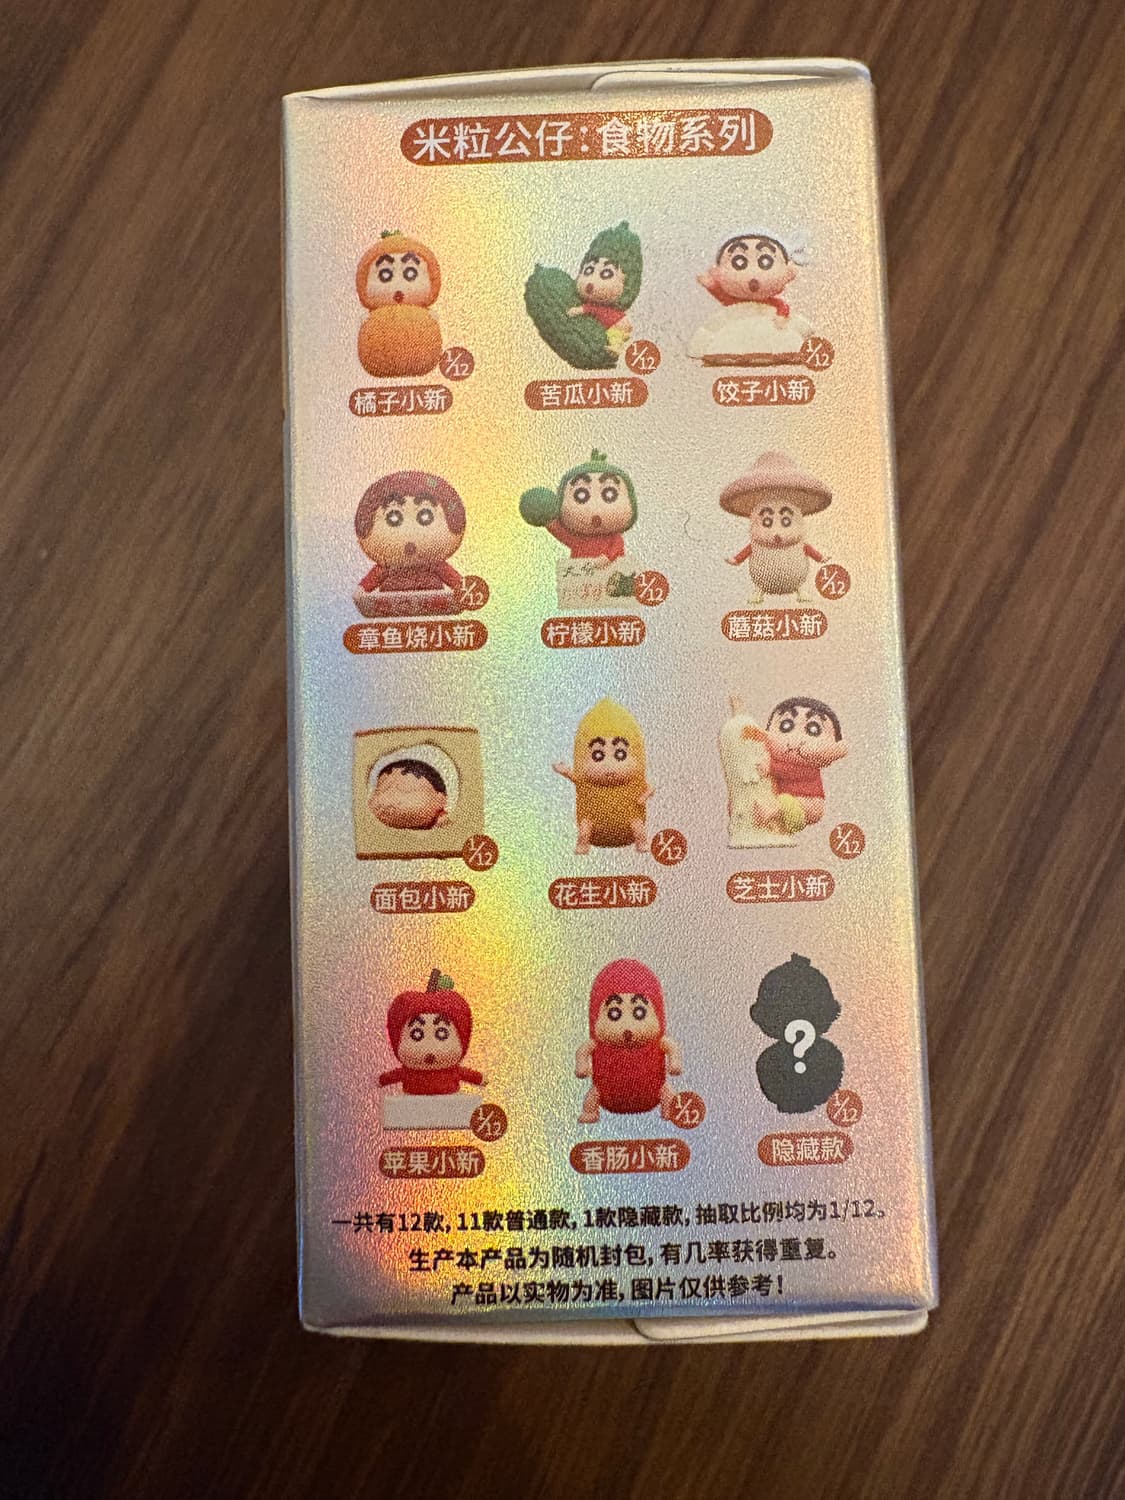 米粒公仔:食物系列
1/12
橘子小新
1/12
苦瓜小新
1/12
饺子小新
1/12
章鱼烧小新
1/12
柠檬小新
1/12
蘑菇小新
1/12
面包小新
1/12
花生小新
1/12
芝士小新
1/12
苹果小新
1/12
香肠小新
?
1/12
隐藏款
一共有12款,11款普通款,1款隐藏款,抽取比例均为1/12。
生产本产品为随机封包,有几率获得重复。
产品以实物为准,图片仅供参考!